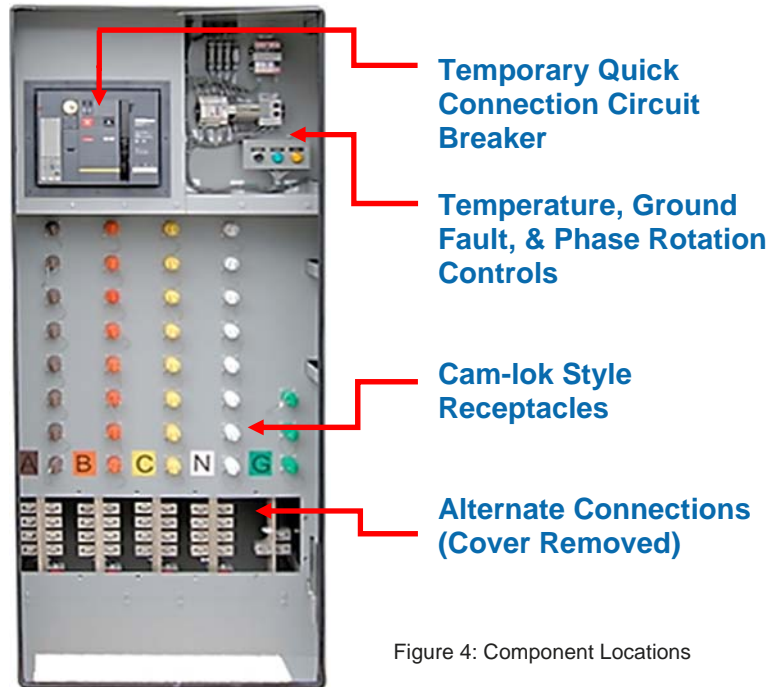 Temporary Quick
Connection Circuit
Breaker
Temperature, Ground
Fault, & Phase Rotation
Controls
Cam-lok Style
Receptacles
A B C N G
Alternate Connections
(Cover Removed)
Figure 4: Component Locations